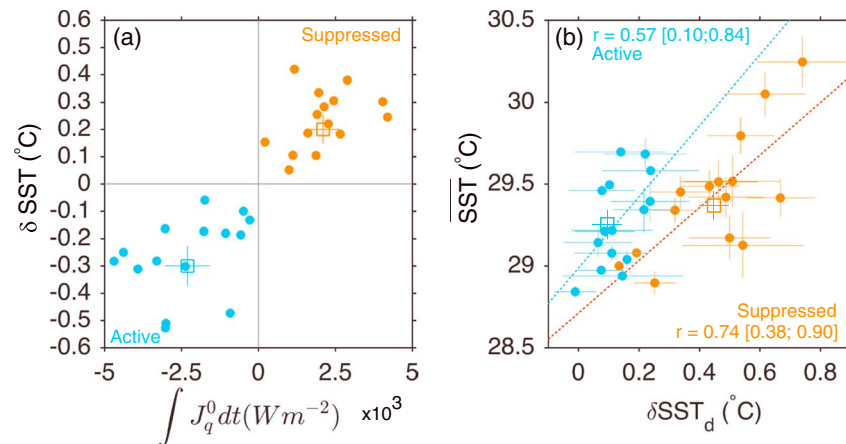 (a)
Suppressed
Active
0.6
0.5
0.4
0.3
0.2
0.1
0
-0.1
-0.2
-0.3
-0.4
-0.5
-0.6
δ SST (°C)
-5
-2.5
0
2.5
5
∫ J_q^0 dt(Wm^{-2}) x10^3
(b)
r = 0.57 [0.10;0.84]
Active
Suppressed
r = 0.74 [0.38; 0.90]
30.5
30
29.5
29
28.5
\overline{SST} (°C)
0
0.2
0.4
0.6
0.8
δSST_d (°C)